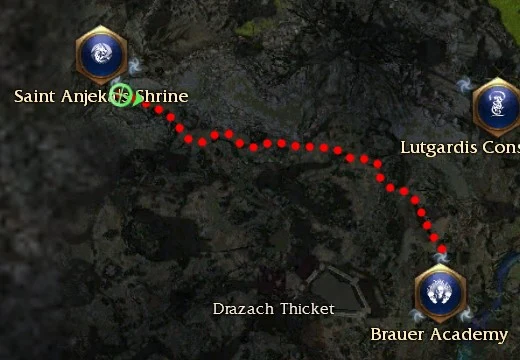 Saint Anjeka's Shrine
Lutgardis Cons
Drazach Thicket
Brauer Academy